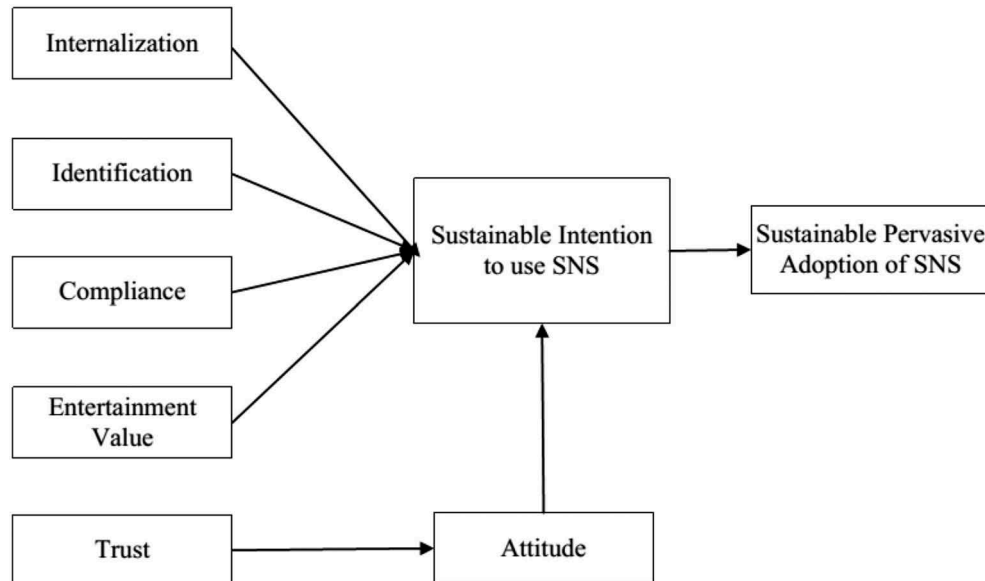 Internalization
Identification
Compliance
Entertainment
Value
Trust
Sustainable Intention
to use SNS
Attitude
Sustainable Pervasive
Adoption of SNS